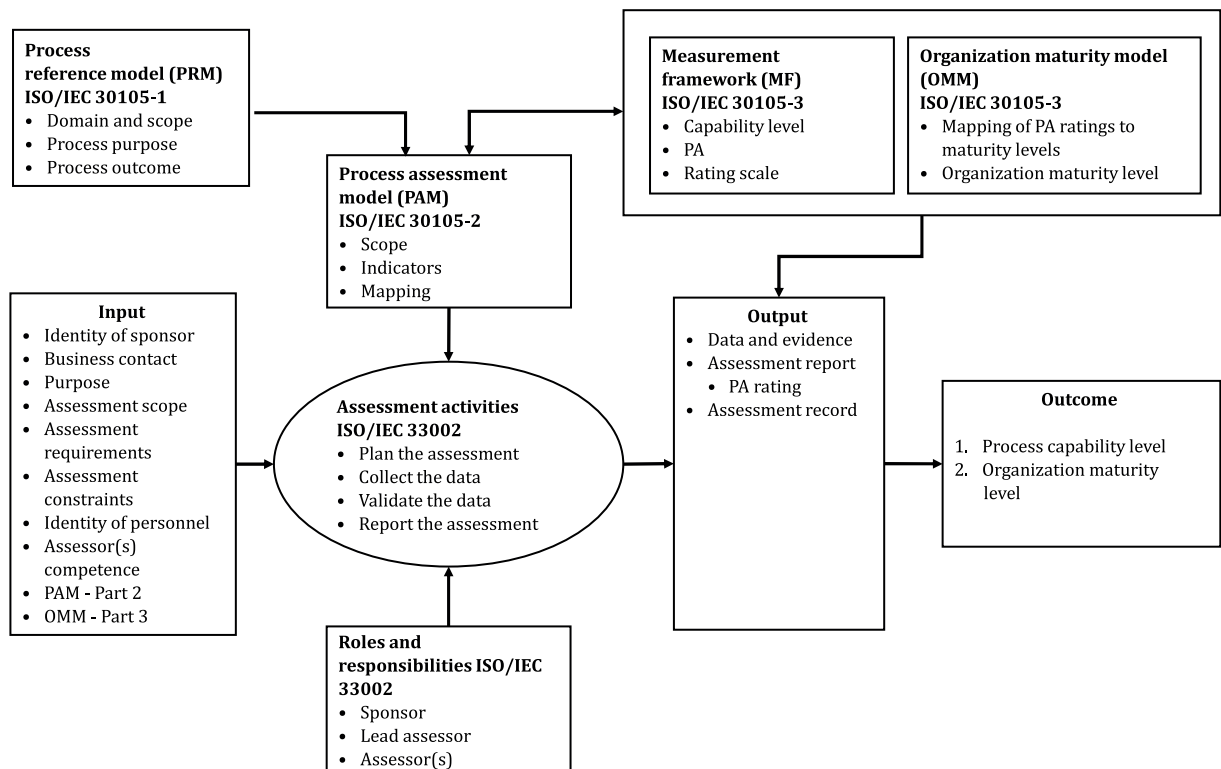 Process
reference model (PRM)
ISO/IEC 30105-1
• Domain and scope
• Process purpose
• Process outcome
Measurement
framework (MF)
ISO/IEC 30105-3
• Capability level
• PA
• Rating scale
Organization maturity model
(OMM)
ISO/IEC 30105-3
• Mapping of PA ratings to
maturity levels
• Organization maturity level
Process assessment
model (PAM)
ISO/IEC 30105-2
• Scope
• Indicators
• Mapping
Input
• Identity of sponsor
• Business contact
• Purpose
• Assessment scope
• Assessment
requirements
• Assessment
constraints
• Identity of personnel
• Assessor(s)
competence
• PAM - Part 2
• OMM - Part 3
Assessment activities
ISO/IEC 33002
• Plan the assessment
• Collect the data
• Validate the data
• Report the assessment
Output
• Data and evidence
• Assessment report
• PA rating
• Assessment record
Outcome
1. Process capability level
2. Organization maturity
level
Roles and
responsibilities ISO/IEC
33002
• Sponsor
• Lead assessor
• Assessor(s)